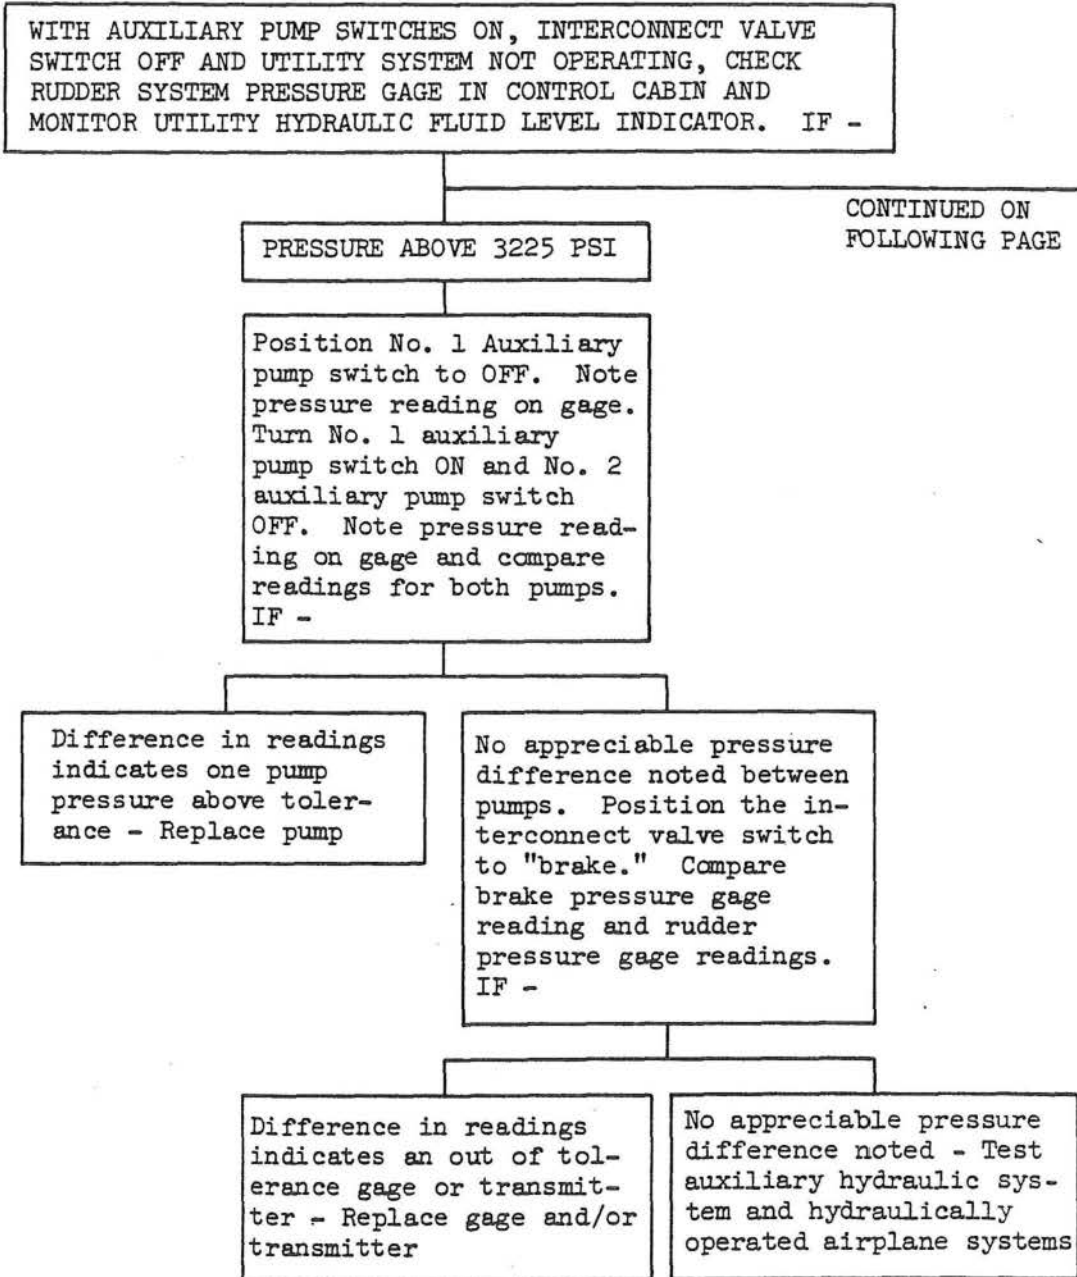 WITH AUXILIARY PUMP SWITCHES ON, INTERCONNECT VALVE
SWITCH OFF AND UTILITY SYSTEM NOT OPERATING, CHECK
RUDDER SYSTEM PRESSURE GAGE IN CONTROL CABIN AND
MONITOR UTILITY HYDRAULIC FLUID LEVEL INDICATOR. IF -
CONTINUED ON
FOLLOWING PAGE
PRESSURE ABOVE 3225 PSI
Position No. 1 Auxiliary
pump switch to OFF. Note
pressure reading on gage.
Turn No. 1 auxiliary
pump switch ON and No. 2
auxiliary pump switch
OFF. Note pressure read-
ing on gage and compare
readings for both pumps.
IF -
Difference in readings
indicates one pump
pressure above toler-
ance - Replace pump
No appreciable pressure
difference noted between
pumps. Position the in-
terconnect valve switch
to "brake." Compare
brake pressure gage
reading and rudder
pressure gage readings.
IF -
Difference in readings
indicates an out of tol-
erance gage or transmit-
ter - Replace gage and/or
transmitter
No appreciable pressure
difference noted - Test
auxiliary hydraulic sys-
tem and hydraulically
operated airplane systems